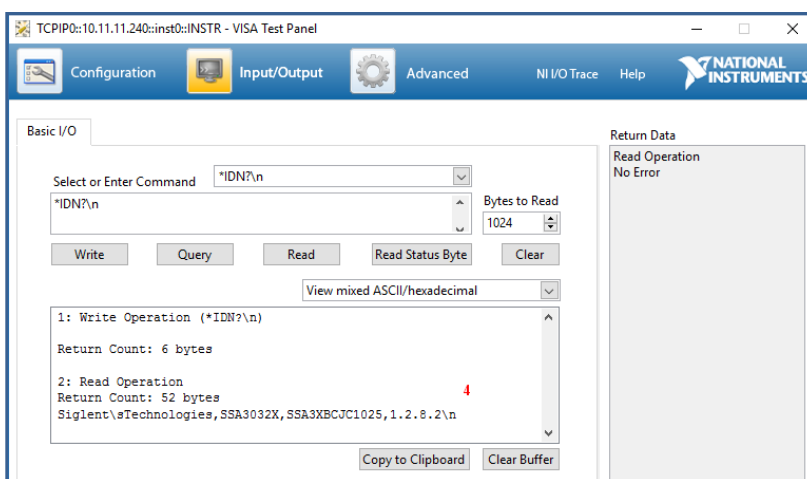 TCPIP0::10.11.11.240::inst0::INSTR - VISA Test Panel
Configuration Input/Output Advanced NI I/O Trace Help NATIONAL INSTRUMENTS
Basic I/O
Return Data
Read Operation
No Error
Select or Enter Command *IDN?\n
*IDN?\n
Bytes to Read
1024
Write Query Read Read Status Byte Clear
View mixed ASCII/hexadecimal
1: Write Operation (*IDN?\n)
Return Count: 6 bytes
2: Read Operation
4
Return Count: 52 bytes
Siglent\sTechnologies,SSA3032X,SSA3XBCJC1025,1.2.8.2\n
Copy to Clipboard Clear Buffer